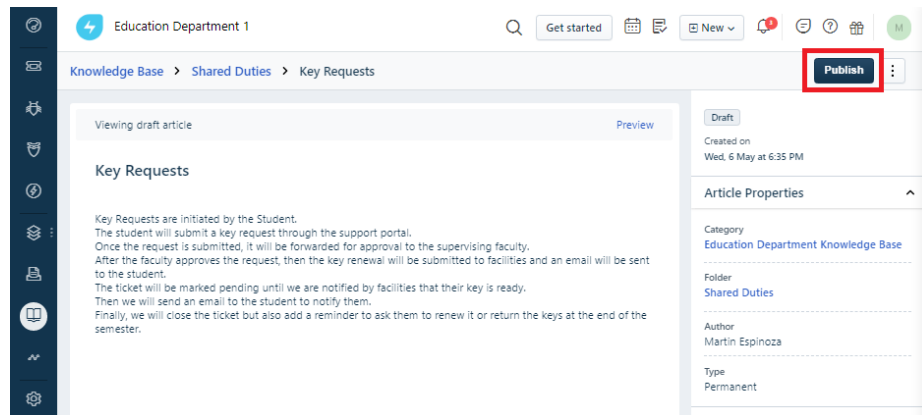 Education Department 1
Get started
New
3
M
Knowledge Base > Shared Duties > Key Requests
Publish
Viewing draft article
Preview
Key Requests
Key Requests are initiated by the Student.
The student will submit a key request through the support portal.
Once the request is submitted, it will be forwarded for approval to the supervising faculty.
After the faculty approves the request, then the key renewal will be submitted to facilities and an email will be sent
to the student.
The ticket will be marked pending until we are notified by facilities that their key is ready.
Then we will send an email to the student to notify them.
Finally, we will close the ticket but also add a reminder to ask them to renew it or return the keys at the end of the
semester.
Draft
Created on
Wed, 6 May at 6:35 PM
Article Properties
Category
Education Department Knowledge Base
Folder
Shared Duties
Author
Martin Espinoza
Type
Permanent